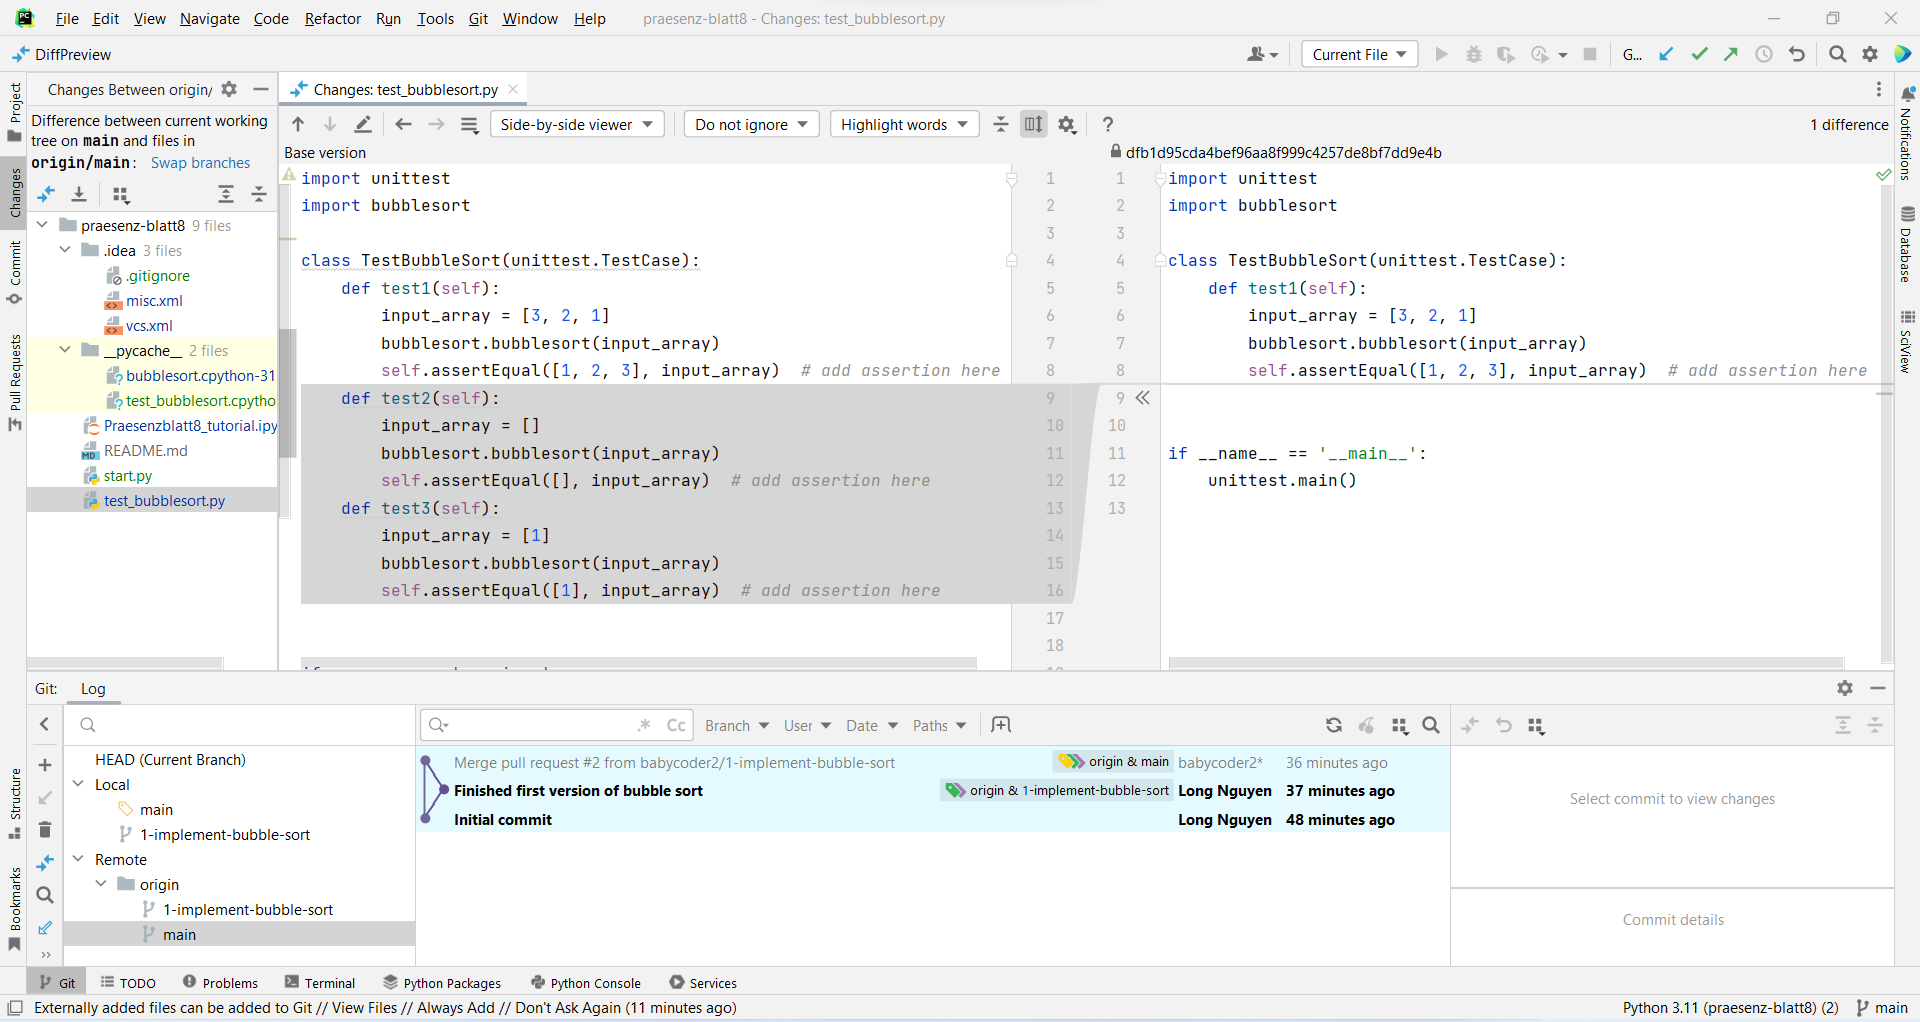 PC
File Edit View Navigate Code Refactor Run Tools Git Window Help praesenz-blatt8 - Changes: test_bubblesort.py
DiffPreview
Current File
G...
Project
Changes
Commit
Pull Requests
Structure
Bookmarks
Changes Between origin/
Difference between current working
tree on main and files in
origin/main: Swap branches
praesenz-blatt8 9 files
.idea 3 files
.gitignore
misc.xml
vcs.xml
__pycache__ 2 files
bubblesort.cpython-31
test_bubblesort.cpytho
Praesenzblatt8_tutorial.ipy
README.md
start.py
test_bubblesort.py
Changes: test_bubblesort.py
Side-by-side viewer Do not ignore Highlight words ? 1 difference
Base version
import unittest
import bubblesort
class TestBubbleSort(unittest.TestCase):
def test1(self):
input_array = [3, 2, 1]
bubblesort.bubblesort(input_array)
self.assertEqual([1, 2, 3], input_array) # add assertion here
def test2(self):
input_array = []
bubblesort.bubblesort(input_array)
self.assertEqual([], input_array) # add assertion here
def test3(self):
input_array = [1]
bubblesort.bubblesort(input_array)
self.assertEqual([1], input_array) # add assertion here
1
2
3
4
5
6
7
8
9
10
11
12
13
14
15
16
17
18
dfb1d95cda4bef96aa8f999c4257de8bf7dd9e4b
1 import unittest
2 import bubblesort
3
4 class TestBubbleSort(unittest.TestCase):
5 def test1(self):
6 input_array = [3, 2, 1]
7 bubblesort.bubblesort(input_array)
8 self.assertEqual([1, 2, 3], input_array) # add assertion here
9
10
11 if __name__ == '__main__':
12 unittest.main()
13
Notifications
Database
SciView
Git: Log
HEAD (Current Branch)
Local
main
1-implement-bubble-sort
Remote
origin
1-implement-bubble-sort
main
.* Cc Branch User Date Paths
Merge pull request #2 from babycoder2/1-implement-bubble-sort origin & main babycoder2* 36 minutes ago
Finished first version of bubble sort origin & 1-implement-bubble-sort Long Nguyen 37 minutes ago
Initial commit Long Nguyen 48 minutes ago
Select commit to view changes
Commit details
Git TODO Problems Terminal Python Packages Python Console Services
Externally added files can be added to Git // View Files // Always Add // Don't Ask Again (11 minutes ago) Python 3.11 (praesenz-blatt8) (2) main